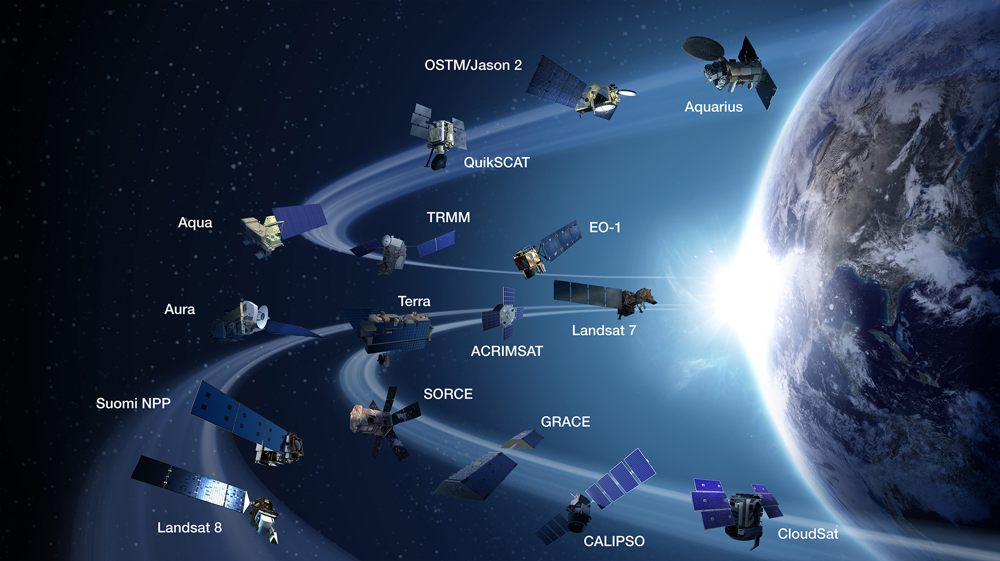 OSTM/Jason 2
Aquarius
QuikSCAT
Aqua
TRMM
EO-1
Aura
Terra
Landsat 7
ACRIMSAT
Suomi NPP
SORCE
GRACE
Landsat 8
CALIPSO
CloudSat